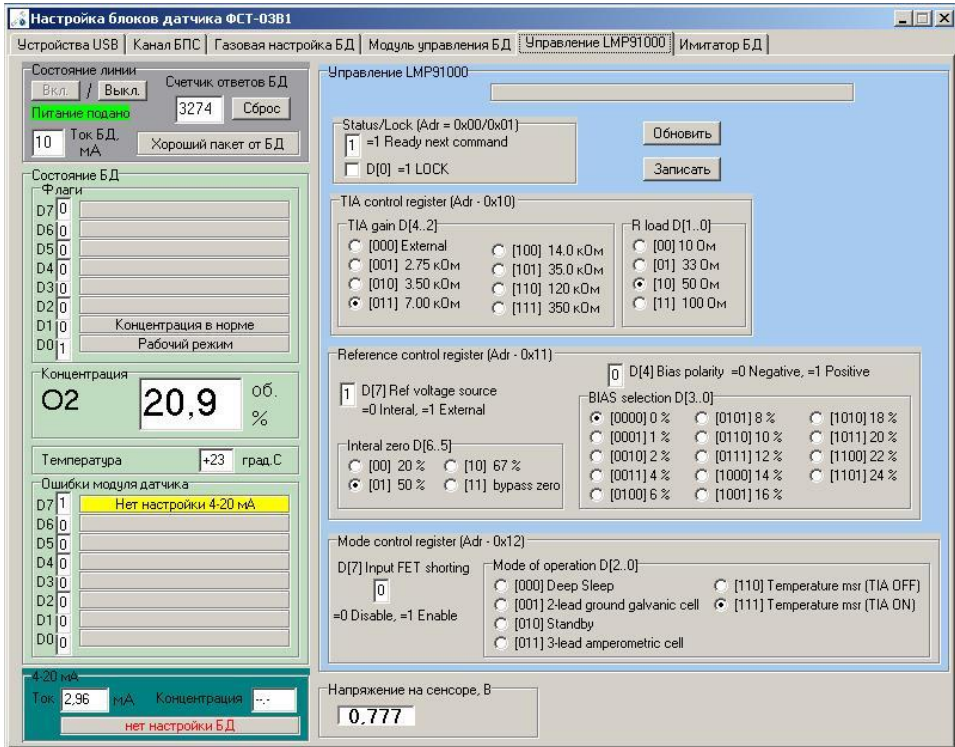 Настройка блоков датчика ФСТ-03В1
Устройства USB | Канал БПС | Газовая настройка БД | Модуль управления БД | Управление LMP91000 | Имитатор БД
Состояние линии
Вкл. / Выкл.
Счетчик ответов БД
Питание подано
3274 Сброс
10 Ток БД, мА
Хороший пакет от БД
Состояние БД
Флаги
D7 0
D6 0
D5 0
D4 0
D3 0
D2 0
D1 0 Концентрация в норме
D0 1 Рабочий режим
Концентрация
O2 20,9 об. %
Температура +23 град.С
Ошибки модуля датчика
D7 1 Нет настройки 4-20 мА
D6 0
D5 0
D4 0
D3 0
D2 0
D1 0
D0 0
4-20 мА
Ток 2,96 мА Концентрация --.-
нет настройки БД
Управление LMP91000
Status/Lock (Adr = 0x00/0x01)
1 =1 Ready next command
D[0] =1 LOCK
Обновить
Записать
TIA control register (Adr - 0x10)
TIA gain D[4..2]
[000] External
[001] 2.75 кОм
[010] 3.50 кОм
[011] 7.00 кОм
[100] 14.0 кОм
[101] 35.0 кОм
[110] 120 кОм
[111] 350 кОм
R load D[1..0]
[00] 10 Ом
[01] 33 Ом
[10] 50 Ом
[11] 100 Ом
Reference control register (Adr - 0x11)
1 D[7] Ref voltage source
=0 Interal, =1 External
0 D[4] Bias polarity =0 Negative, =1 Positive
Interal zero D[6..5]
[00] 20 %
[01] 50 %
[10] 67 %
[11] bypass zero
BIAS selection D[3..0]
[0000] 0 %
[0001] 1 %
[0010] 2 %
[0011] 4 %
[0100] 6 %
[0101] 8 %
[0110] 10 %
[0111] 12 %
[1000] 14 %
[1001] 16 %
[1010] 18 %
[1011] 20 %
[1100] 22 %
[1101] 24 %
Mode control register (Adr - 0x12)
D[7] Input FET shorting
0
=0 Disable, =1 Enable
Mode of operation D[2..0]
[000] Deep Sleep
[001] 2-lead ground galvanic cell
[010] Standby
[011] 3-lead amperometric cell
[110] Temperature msr (TIA OFF)
[111] Temperature msr (TIA ON)
Напряжение на сенсоре, В
0,777